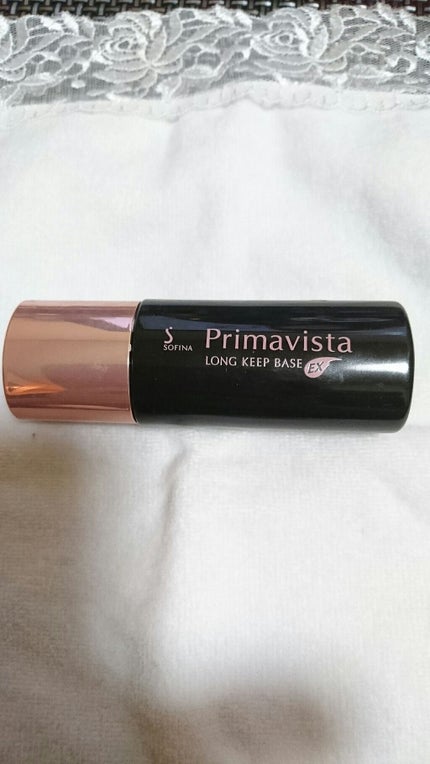 S
SOFINA
Primavista
LONG KEEP BASE EX